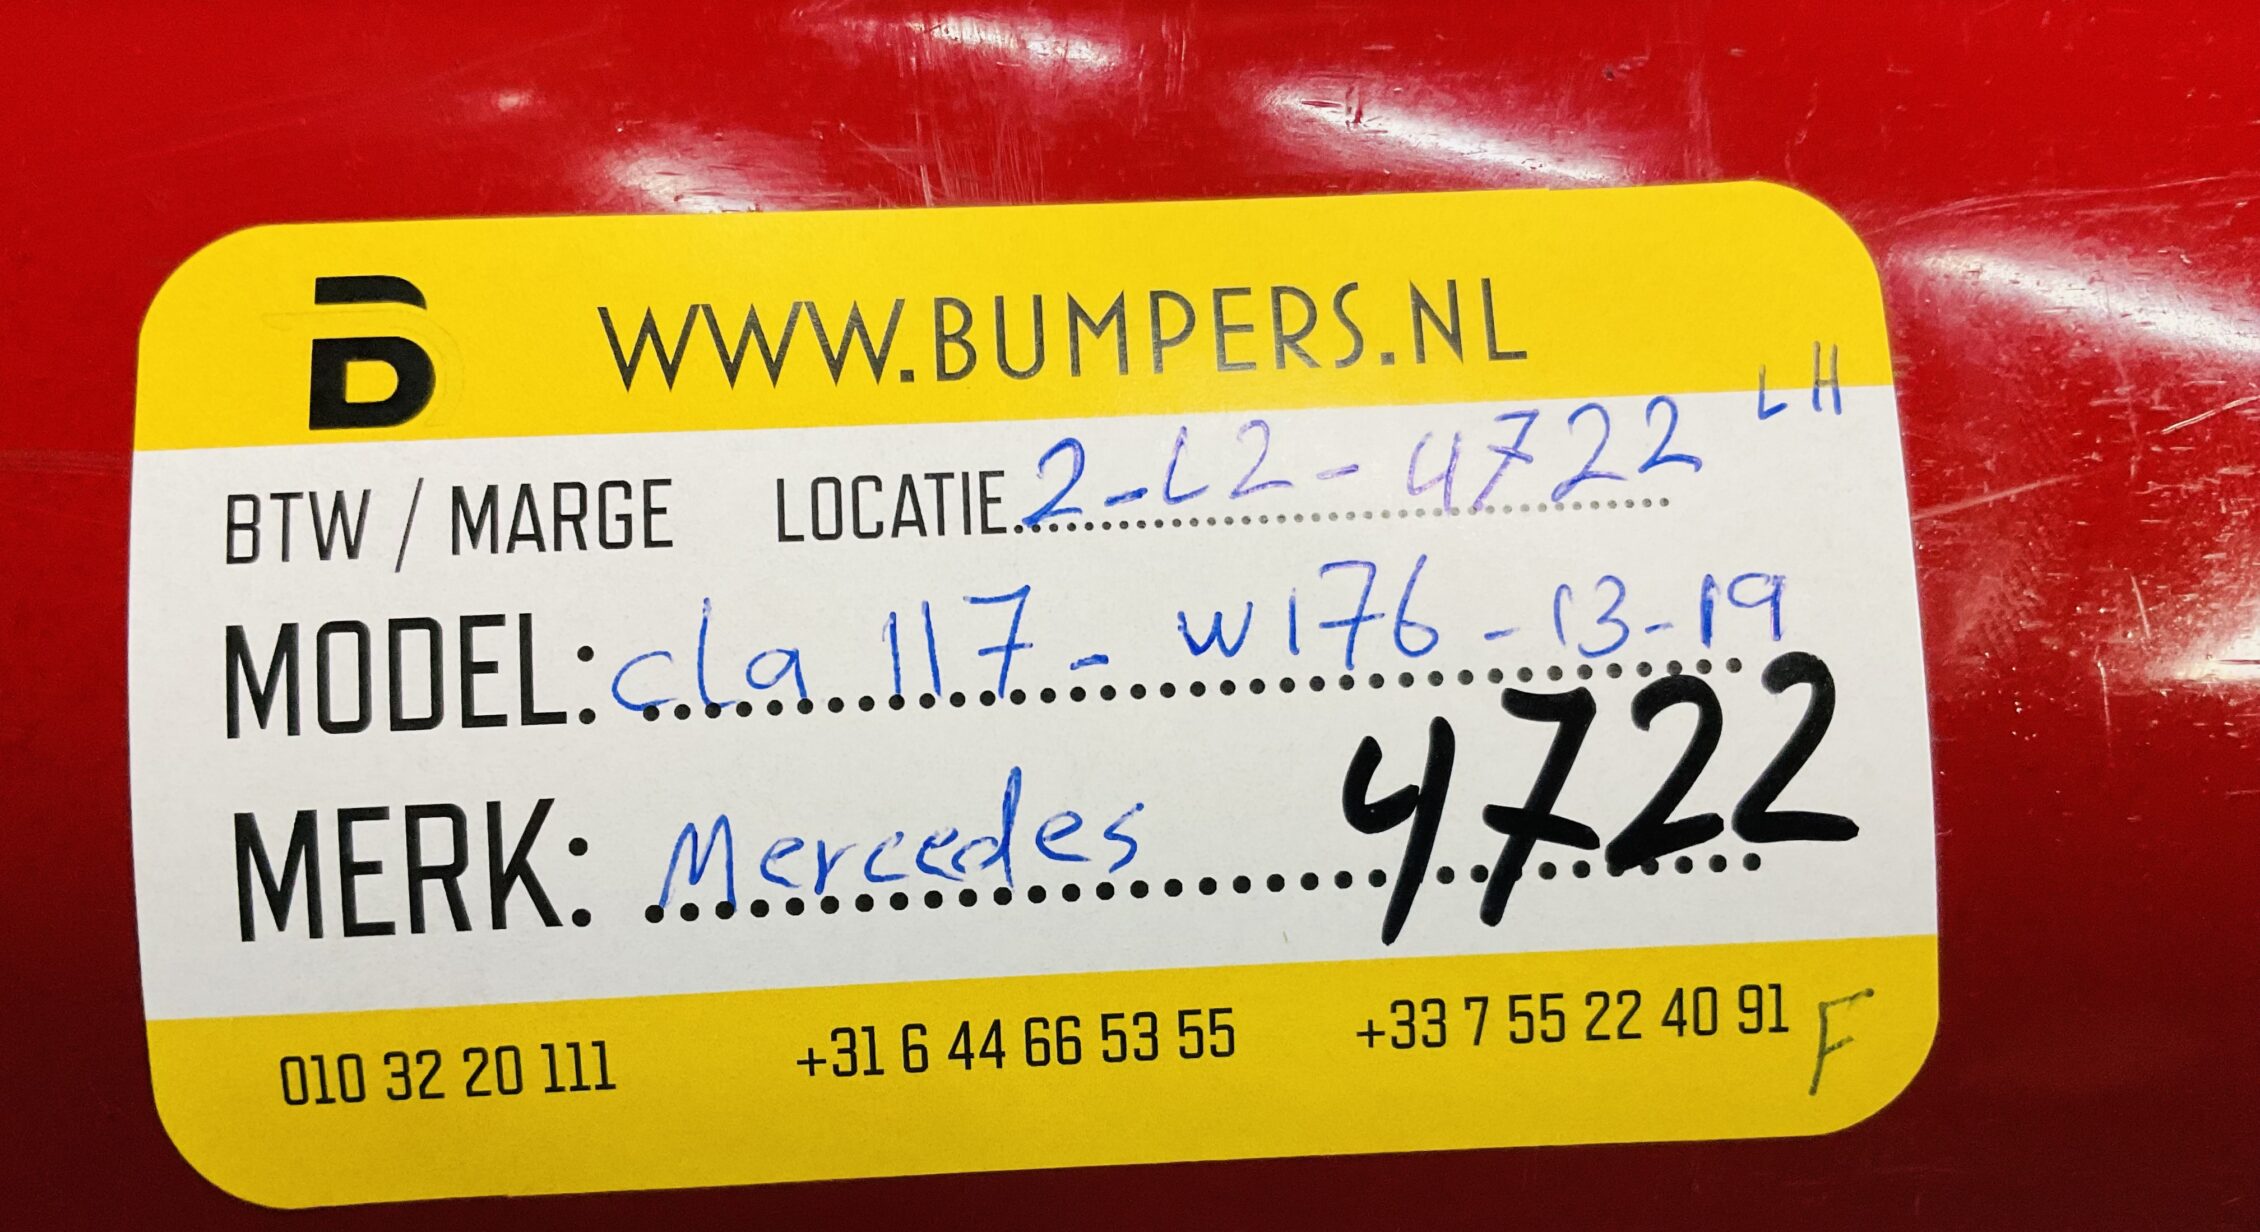 B WWW.BUMPERS.NL
LH
BTW / MARGE LOCATIE 2-L2-4722
MODEL: cla 117 - W176 - 13-19
MERK: Mercedes 4722
010 32 20 111 +31 6 44 66 53 55 +33 7 55 22 40 91 F